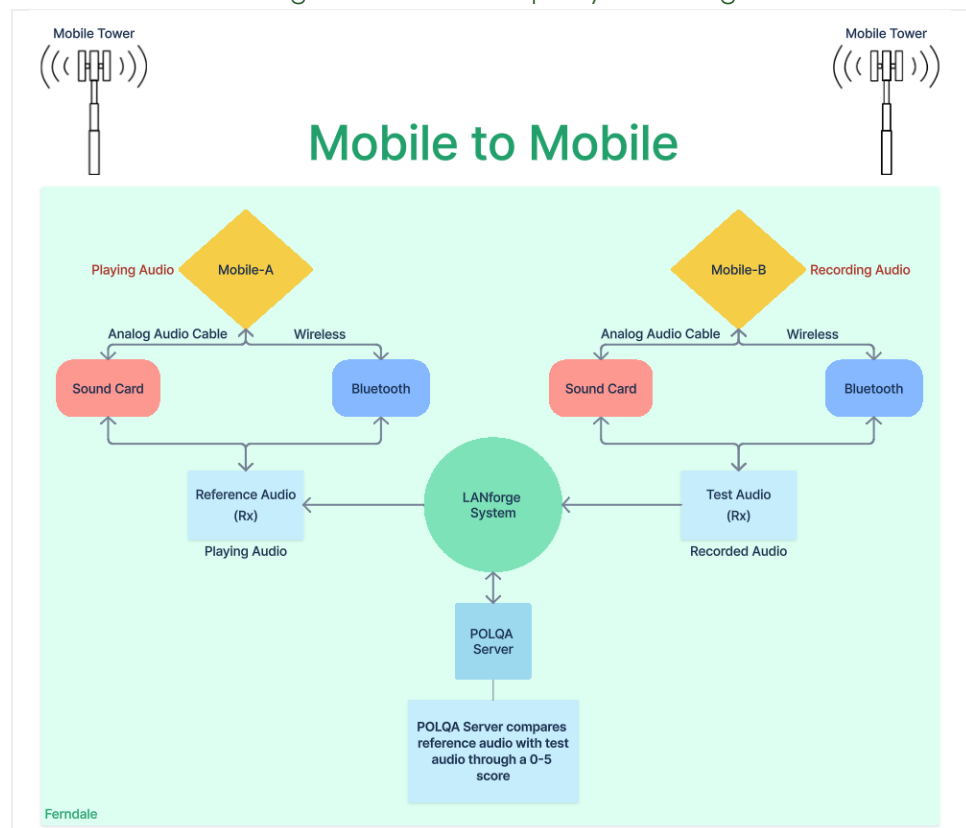 Mobile Tower
Mobile Tower
Mobile to Mobile
Playing Audio
Mobile-A
Mobile-B
Recording Audio
Analog Audio Cable
Wireless
Analog Audio Cable
Wireless
Sound Card
Bluetooth
Sound Card
Bluetooth
Reference Audio
(Rx)
Playing Audio
LANforge
System
Test Audio
(Rx)
Recorded Audio
POLQA
Server
POLQA Server compares
reference audio with test
audio through a 0-5
score
Ferndale